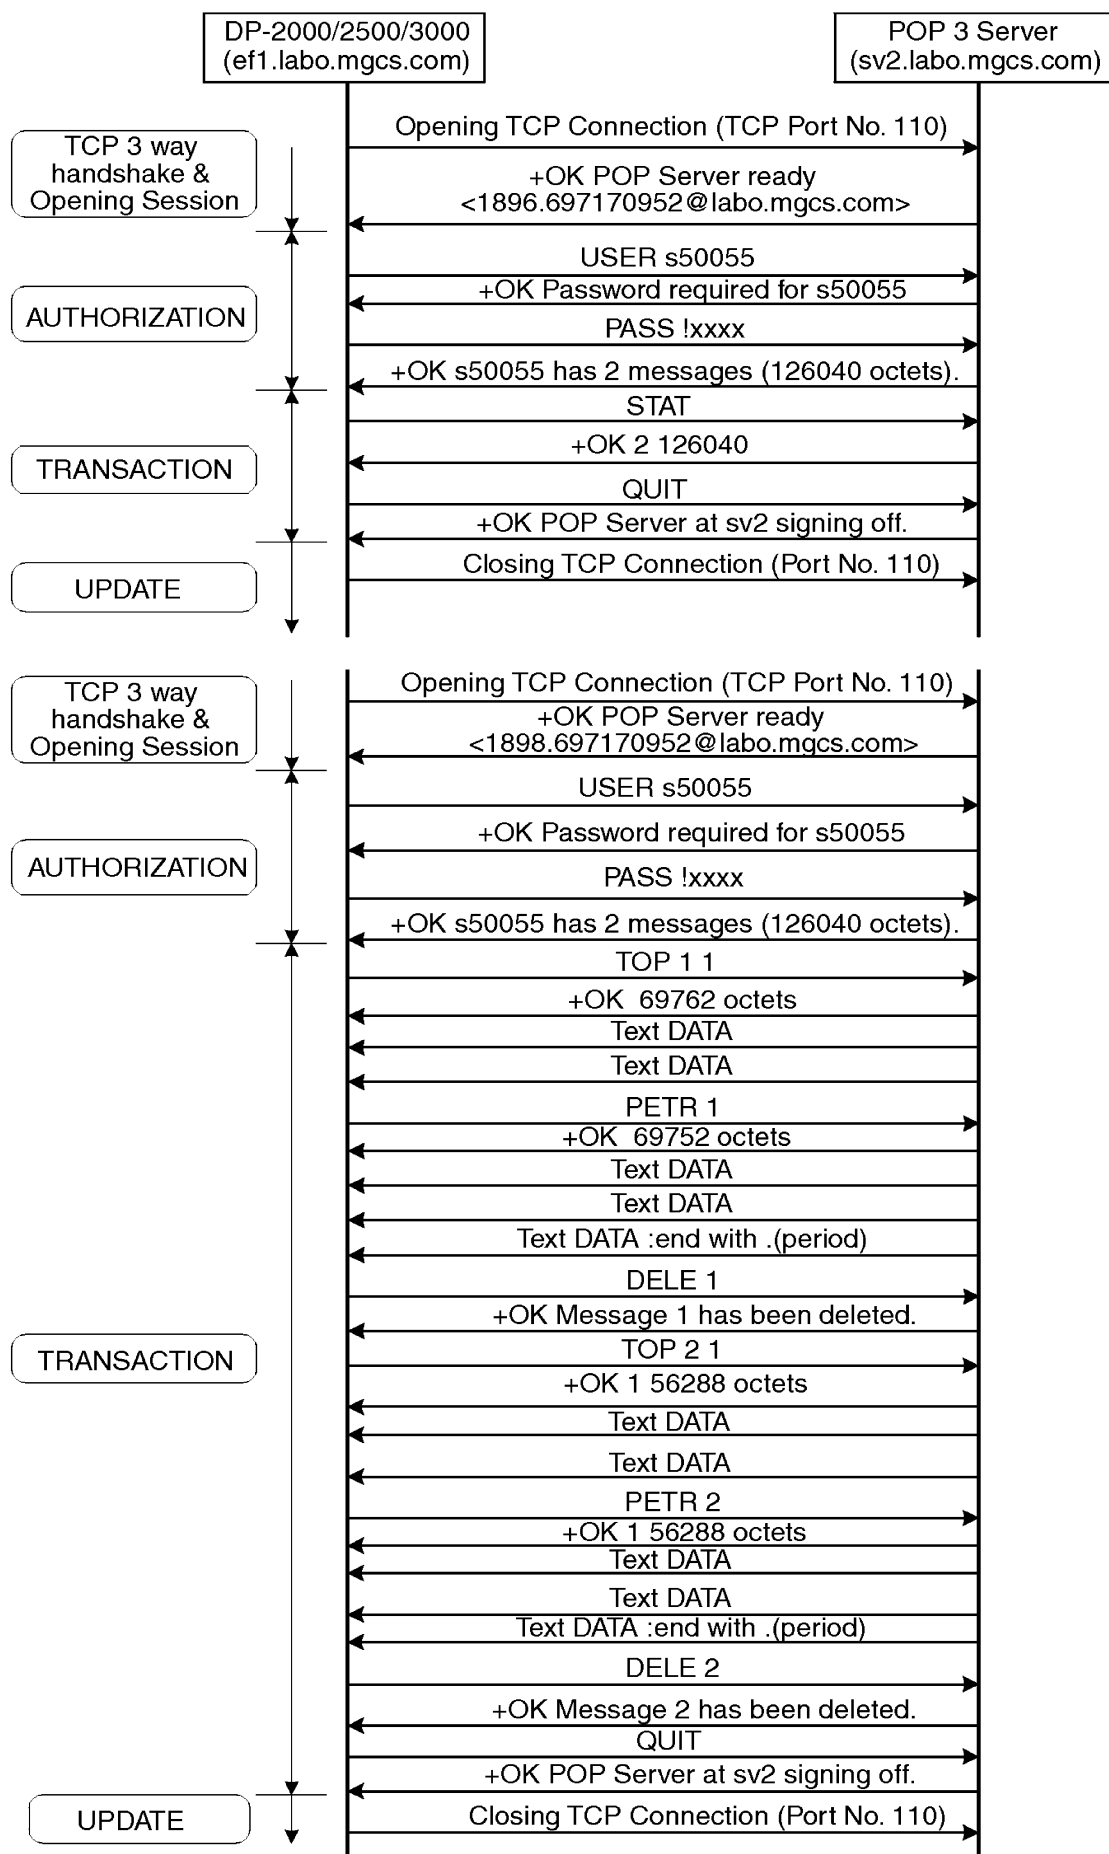 DP-2000/2500/3000
(ef1.labo.mgcs.com)
POP 3 Server
(sv2.labo.mgcs.com)
TCP 3 way
handshake &
Opening Session
Opening TCP Connection (TCP Port No. 110)
+OK POP Server ready
<1896.697170952@labo.mgcs.com>
AUTHORIZATION
USER s50055
+OK Password required for s50055
PASS !xxxx
+OK s50055 has 2 messages (126040 octets).
TRANSACTION
STAT
+OK 2 126040
QUIT
+OK POP Server at sv2 signing off.
UPDATE
Closing TCP Connection (Port No. 110)
TCP 3 way
handshake &
Opening Session
Opening TCP Connection (TCP Port No. 110)
+OK POP Server ready
<1898.697170952@labo.mgcs.com>
AUTHORIZATION
USER s50055
+OK Password required for s50055
PASS !xxxx
+OK s50055 has 2 messages (126040 octets).
TRANSACTION
TOP 1 1
+OK  69762 octets
Text DATA
Text DATA
PETR 1
+OK  69752 octets
Text DATA
Text DATA
Text DATA :end with .(period)
DELE 1
+OK Message 1 has been deleted.
TOP 2 1
+OK 1 56288 octets
Text DATA
Text DATA
PETR 2
+OK 1 56288 octets
Text DATA
Text DATA
Text DATA :end with .(period)
DELE 2
+OK Message 2 has been deleted.
QUIT
+OK POP Server at sv2 signing off.
UPDATE
Closing TCP Connection (Port No. 110)